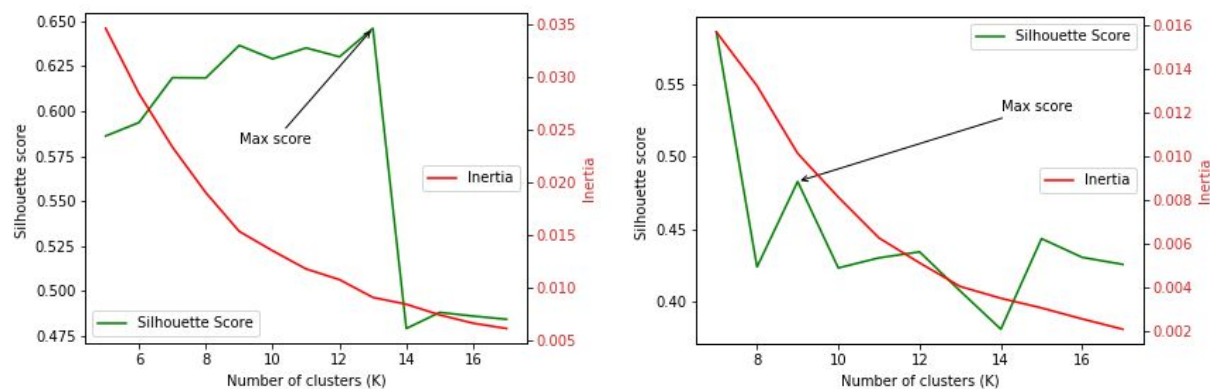 0.650
0.625
0.600
0.575
0.550
0.525
0.500
0.475
Silhouette score
Max score
Silhouette Score
Inertia
0.035
0.030
0.025
0.020
0.015
0.010
0.005
Inertia
6 8 10 12 14 16
Number of clusters (K)
0.55
0.50
0.45
0.40
Silhouette score
Silhouette Score
Max score
Inertia
0.016
0.014
0.012
0.010
0.008
0.006
0.004
0.002
Inertia
8 10 12 14 16
Number of clusters (K)